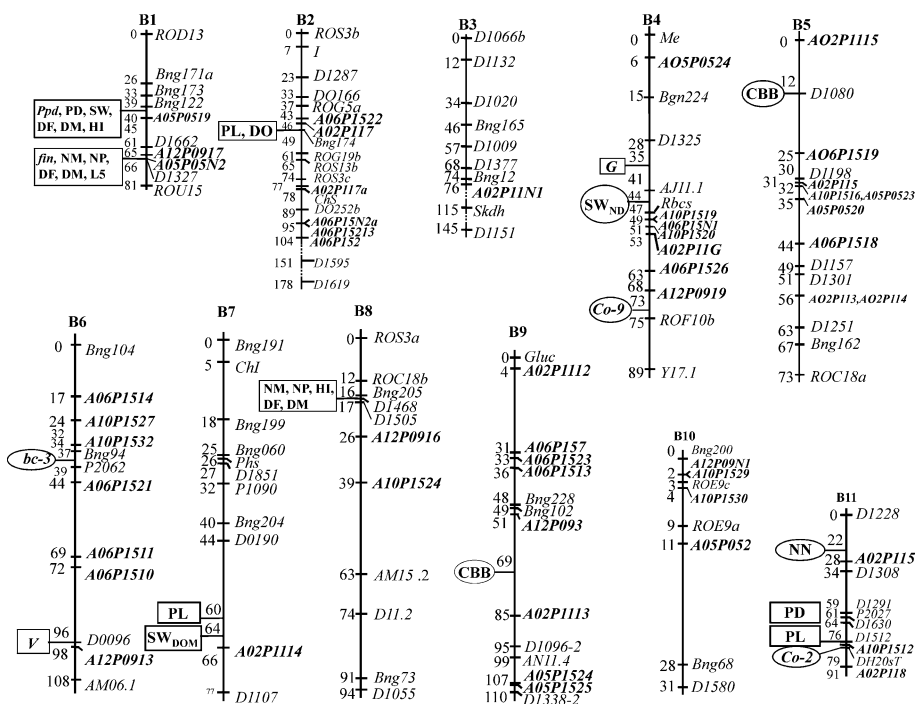 B1
0 ROD13
26 Bng171a
33 Bng173
39 Bng122
Ppd, PD, SW,
DF, DM, HI
40 A05P0519
45
61 D1662
65 A12P0917
fin, NM, NP,
DF, DM, L5
66 A05P05N2
D1327
81 ROU15
B2
0 ROS3b
7 I
23 D1287
33 DO166
37 ROG5a
43 A06P1522
PL, DO
46 A02P117
49 Bng174
61 ROG19b
65 ROS13b
74 ROS3c
77 A02P117a
78 ChS
89 DO252b
95 A06P15N2a
A06P15213
104 A06P152
151 D1595
178 D1619
B3
0 D1066b
12 D1132
34 D1020
46 Bng165
57 D1009
68 D1377
74 Bng12
76 A02P11N1
115 Skdh
145 D1151
B4
0 Me
6 AO5P0524
15 Bgn224
28 D1325
35
G
41
AJ11.1
SWND 44
47 Rbcs
49 A10P1519
49 A06P15N1
51 A10P1520
53 A02P11G
63 A06P1526
68 A12P0919
Co-9 73
75 ROF10b
89 Y17.1
B5
0 AO2P1115
CBB 12
D1080
25 AO6P1519
30 D1198
31 A02P115
32 A10P1516,A05P0523
35 A05P0520
44 A06P1518
49 D1157
51 D1301
56 AO2P113,AO2P114
63 D1251
67 Bng162
73 ROC18a
B6
0 Bng104
17 A06P1514
24 A10P1527
32
34 A10P1532
bc-3 37 Bng94
39 P2062
44 A06P1521
69 A06P1511
72 A06P1510
V 96 D0096
98 A12P0913
108 AM06.1
B7
0 Bng191
5 ChI
18 Bng199
25 Bng060
26 Phs
27 D1851
32 P1090
40 Bng204
44 D0190
PL 60
SWDOM 64
66 A02P1114
77 D1107
B8
0 ROS3a
12 ROC18b
NM, NP, HI,
DF, DM
16 Bng205
17 D1468
D1505
26 A12P0916
39 A10P1524
63 AM15 .2
74 D11.2
91 Bng73
94 D1055
B9
0 Gluc
4 A02P1112
31 A06P157
33 A06P1523
36 A06P1513
48 Bng228
49 Bng102
51 A12P093
CBB 69
85 A02P1113
95 D1096-2
99 AN11.4
107 A05P1524
A05P1525
110 D1338-2
B10
0 Bng200
A12P09N1
2 A10P1529
3 ROE9c
4 A10P1530
9 ROE9a
11 A05P052
28 Bng68
31 D1580
B11
0 D1228
NN 22
28 A02P115
34 D1308
59 D1291
PD 61 P2027
64 D1630
PL 76 D1512
Co-2 A10P1512
79 DH20sT
91 A02P118